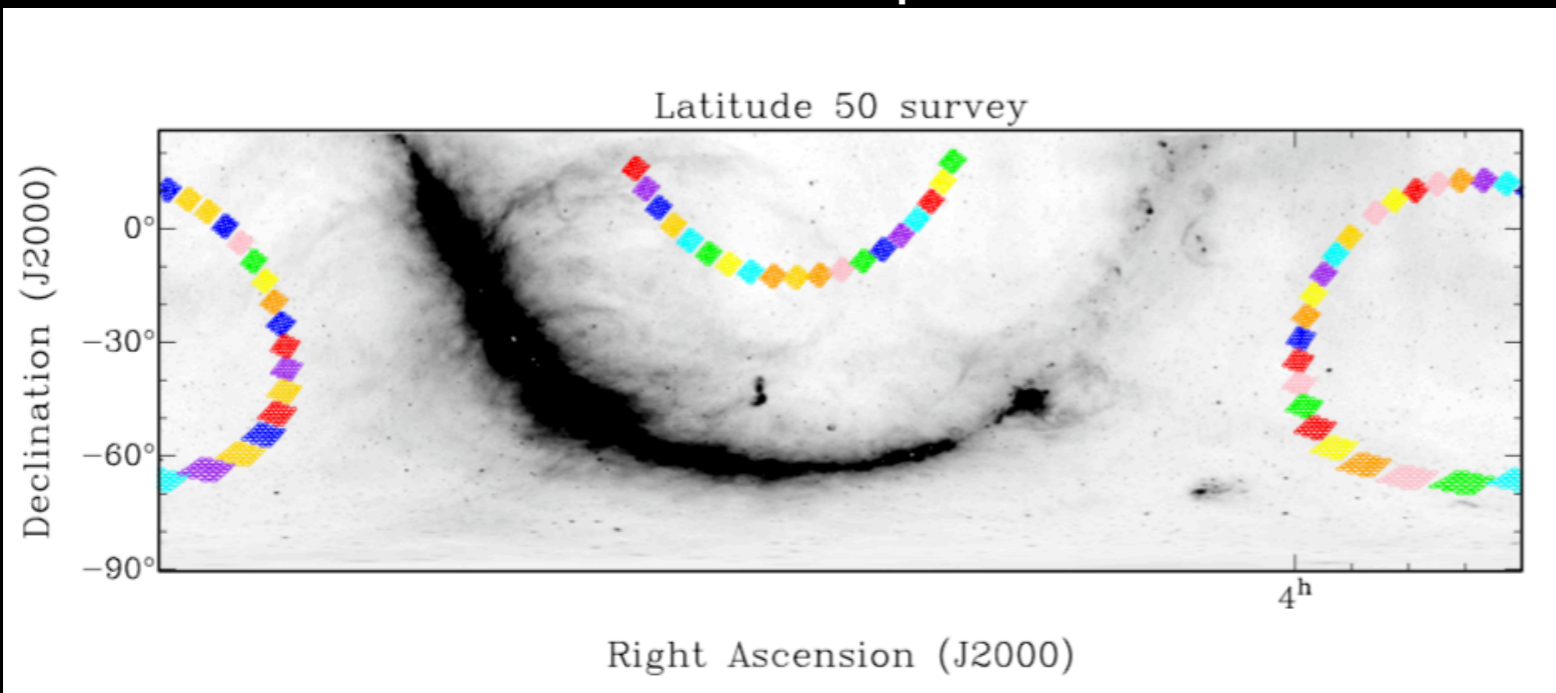 Latitude 50 survey
Declination (J2000)
0°
−30°
−60°
−90°
4h
Right Ascension (J2000)